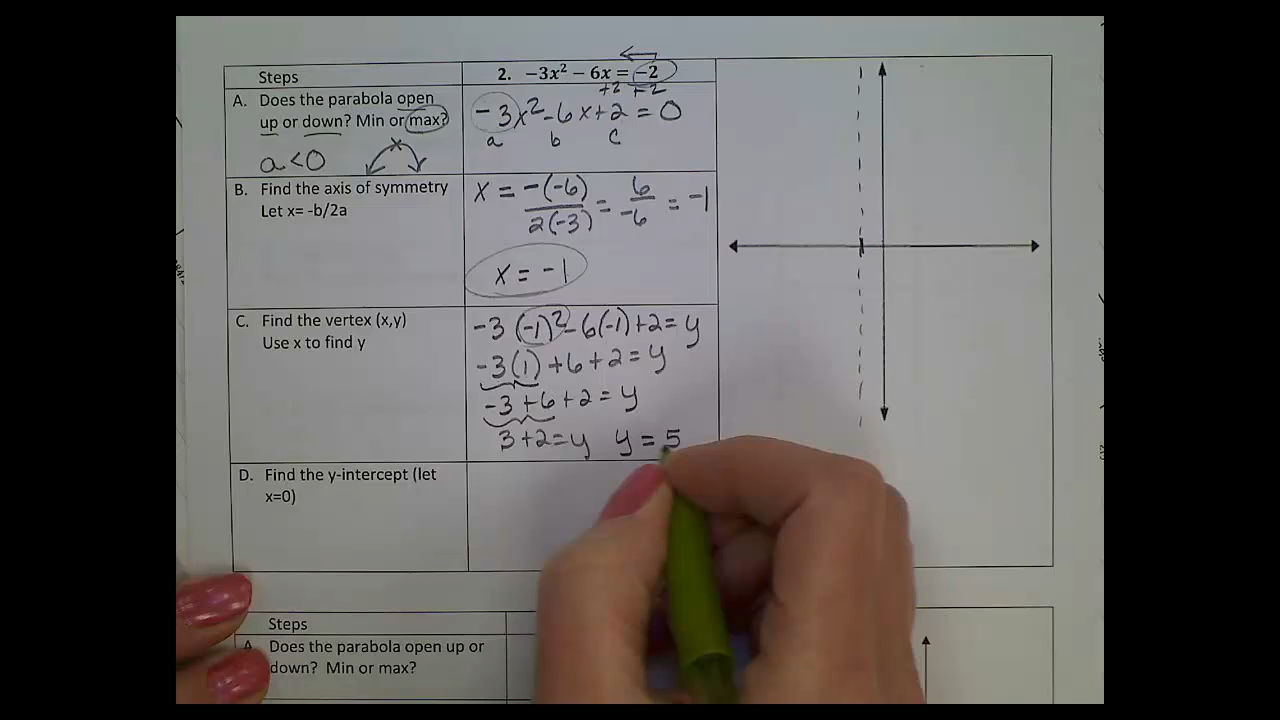 Steps
2. −3x² − 6x = −2
+2 +2
A. Does the parabola open
up or down? Min or max?
a<0
-3x²-6x+2=0
a b c
B. Find the axis of symmetry
Let x= -b/2a
x = -(-6)/2(-3) = 6/-6 = -1
x = -1
C. Find the vertex (x,y)
Use x to find y
-3(-1)²-6(-1)+2=y
-3(1)+6+2=y
-3+6+2=y
3+2=y y=5
D. Find the y-intercept (let
x=0)
Steps
A. Does the parabola open up or
down? Min or max?